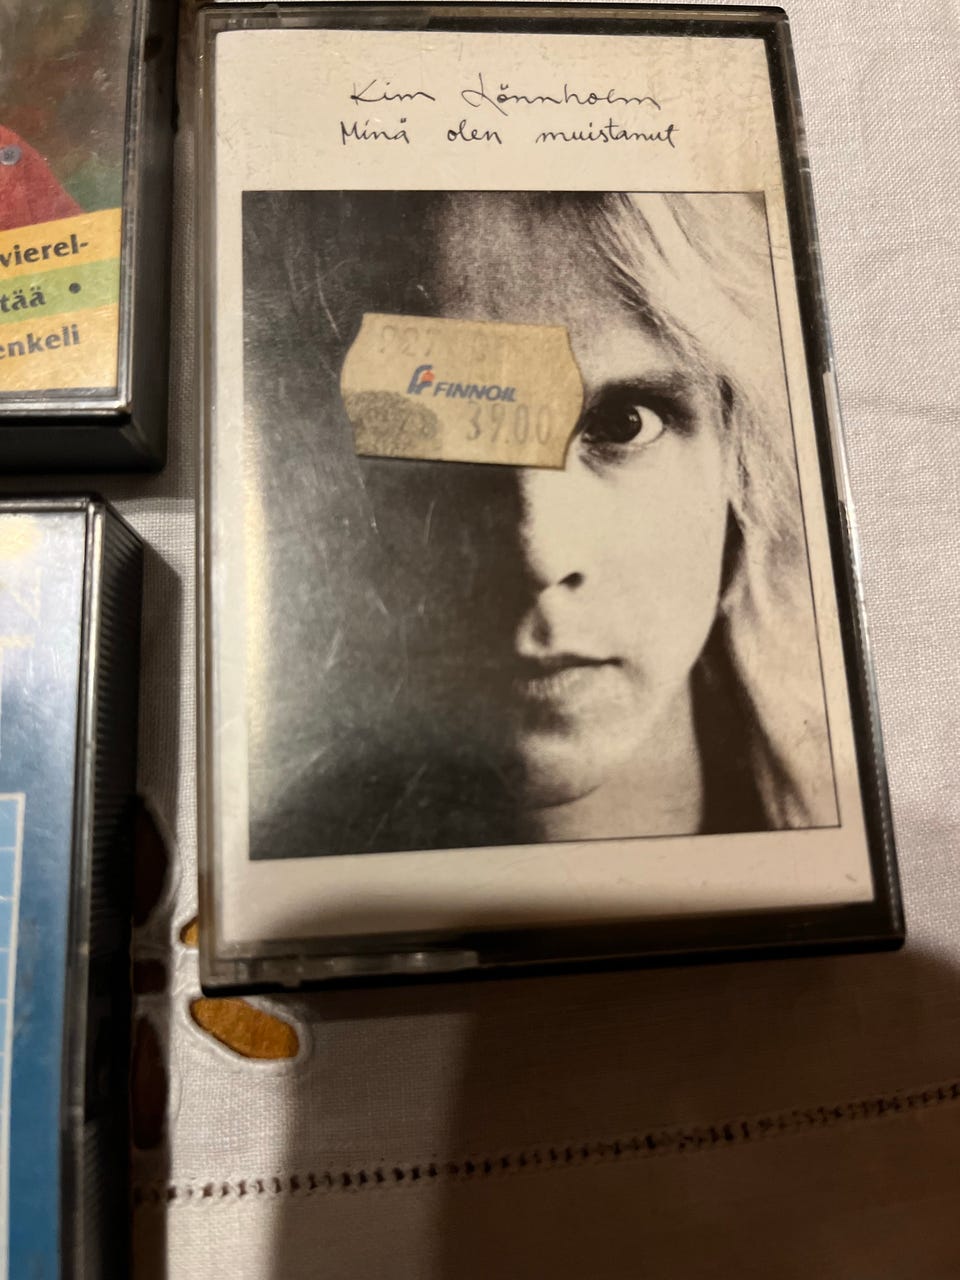 Kim Lönnholm
Minä olen muistanut
FINNOIL
39.00
vierel-
tää •
enkeli